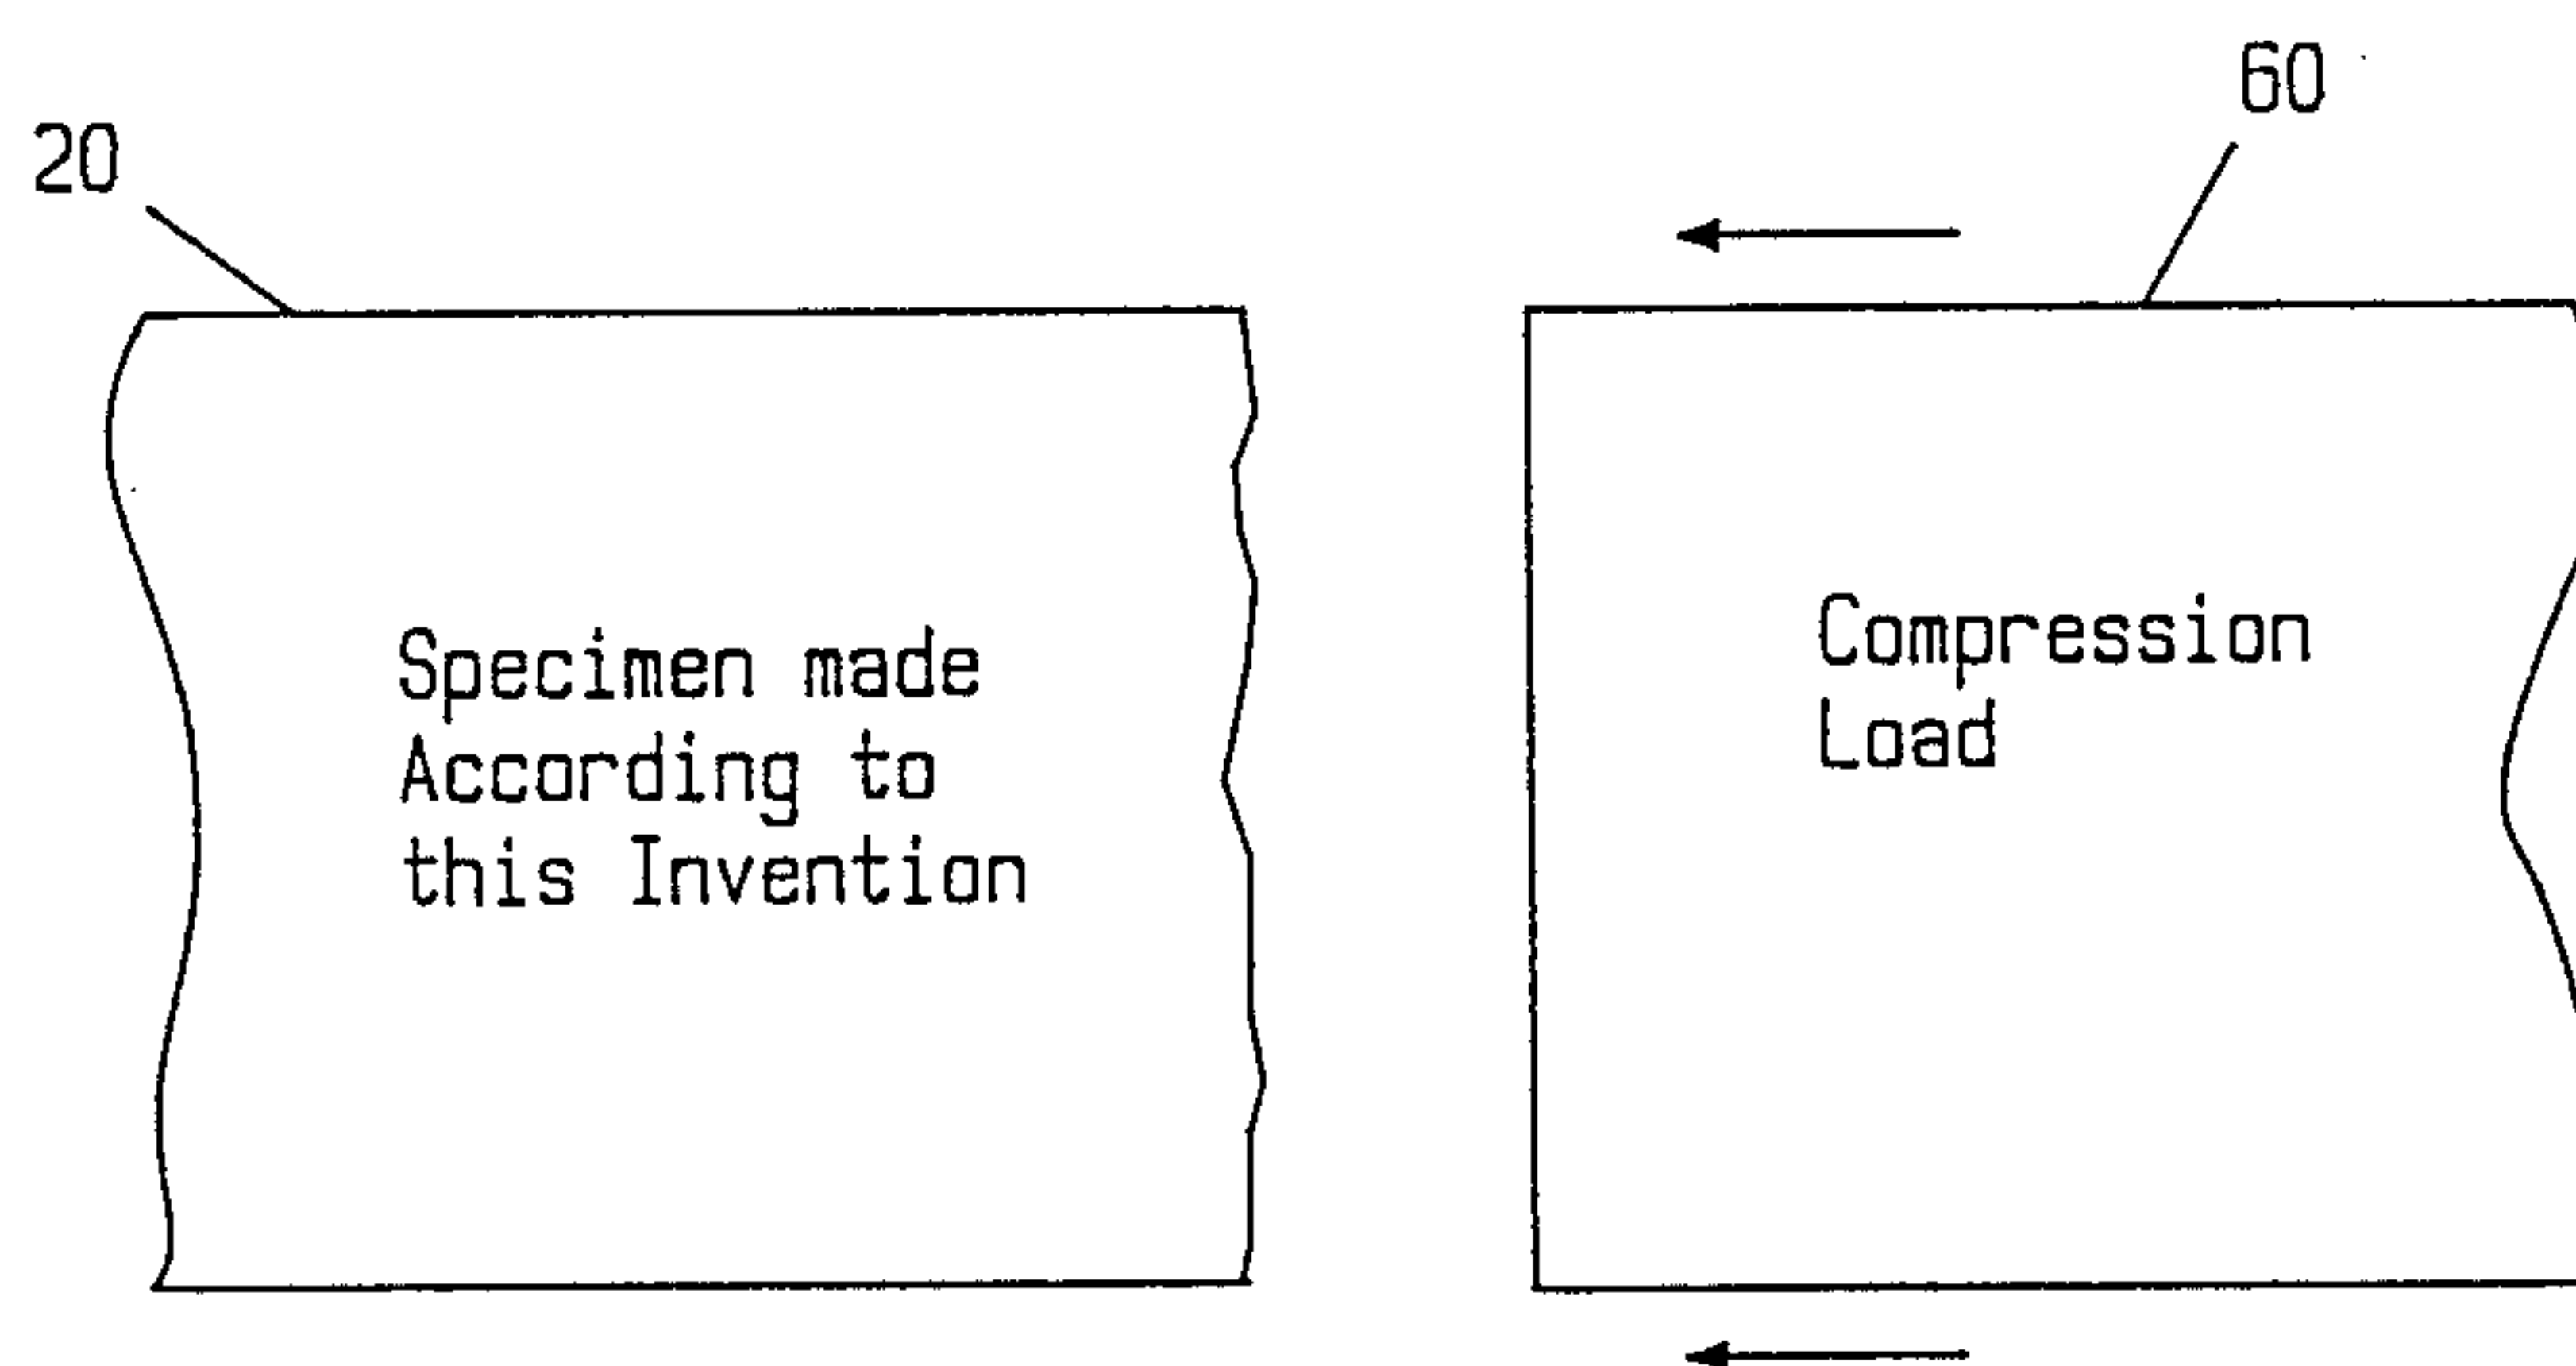 20
60
Specimen made
According to
this Invention
Compression
Load